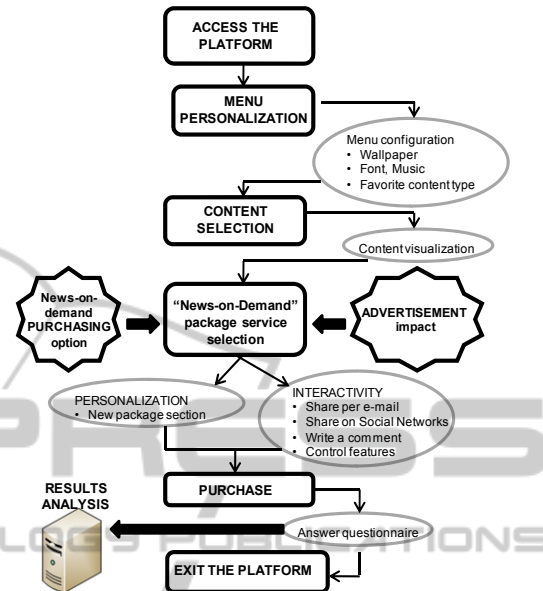 ACCESS THE
PLATFORM
MENU
PERSONALIZATION
Menu configuration
• Wallpaper
• Font, Music
• Favorite content type
CONTENT
SELECTION
Content visualization
News-on-
demand
PURCHASING
option
“News-on-Demand”
package service
selection
ADVERTISEMENT
impact
PERSONALIZATION
• New package section
INTERACTIVITY
• Share per e-mail
• Share on Social Networks
• Write a comment
• Control features
PRESS
RESULTS
ANALYSIS
PURCHASE
Answer questionnaire
PUBLICATIONS
EXIT THE PLATFORM